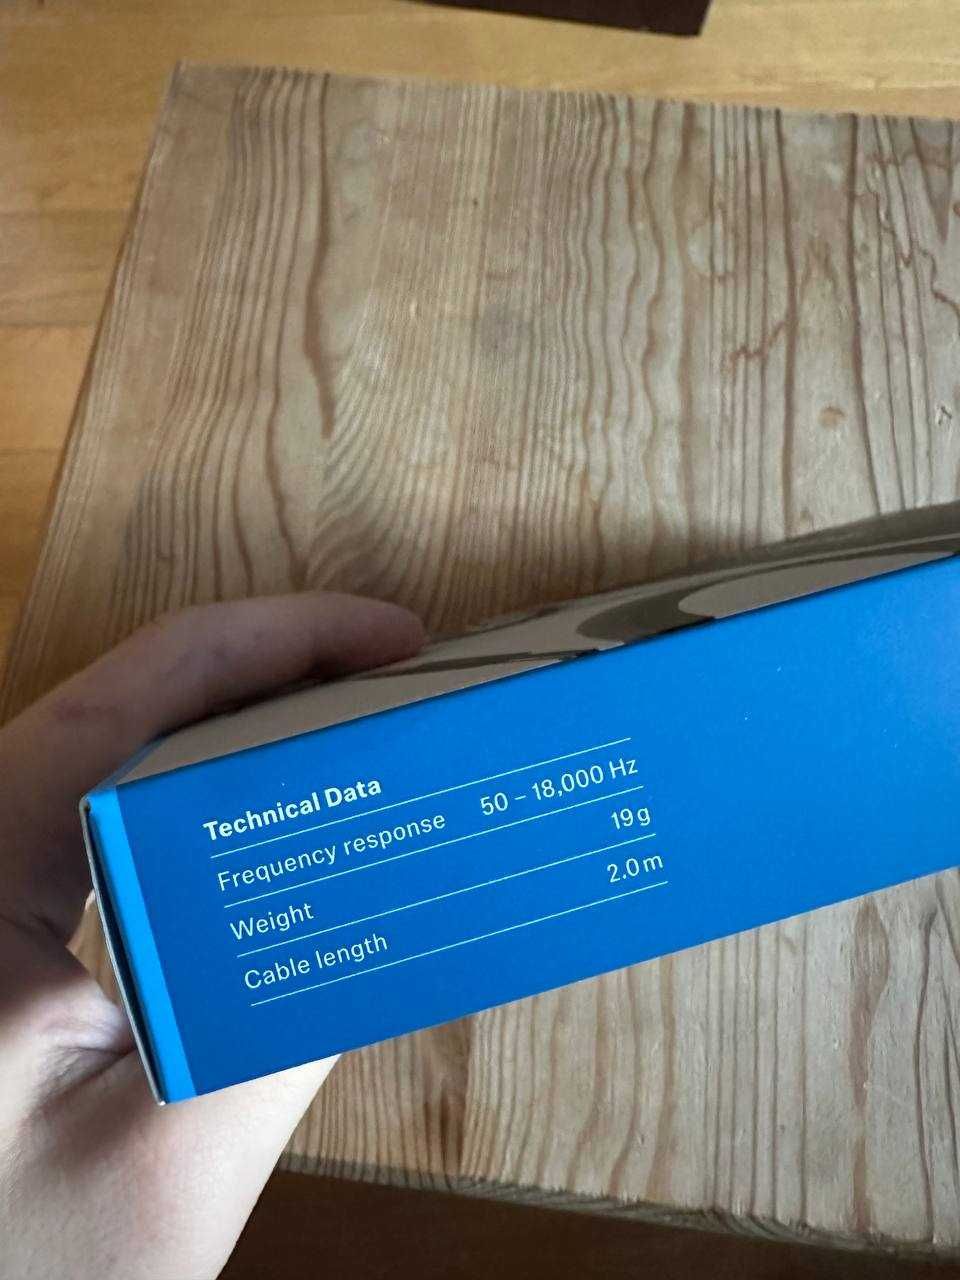 Technical Data
Frequency response 50 – 18,000 Hz
Weight 19 g
Cable length 2.0 m